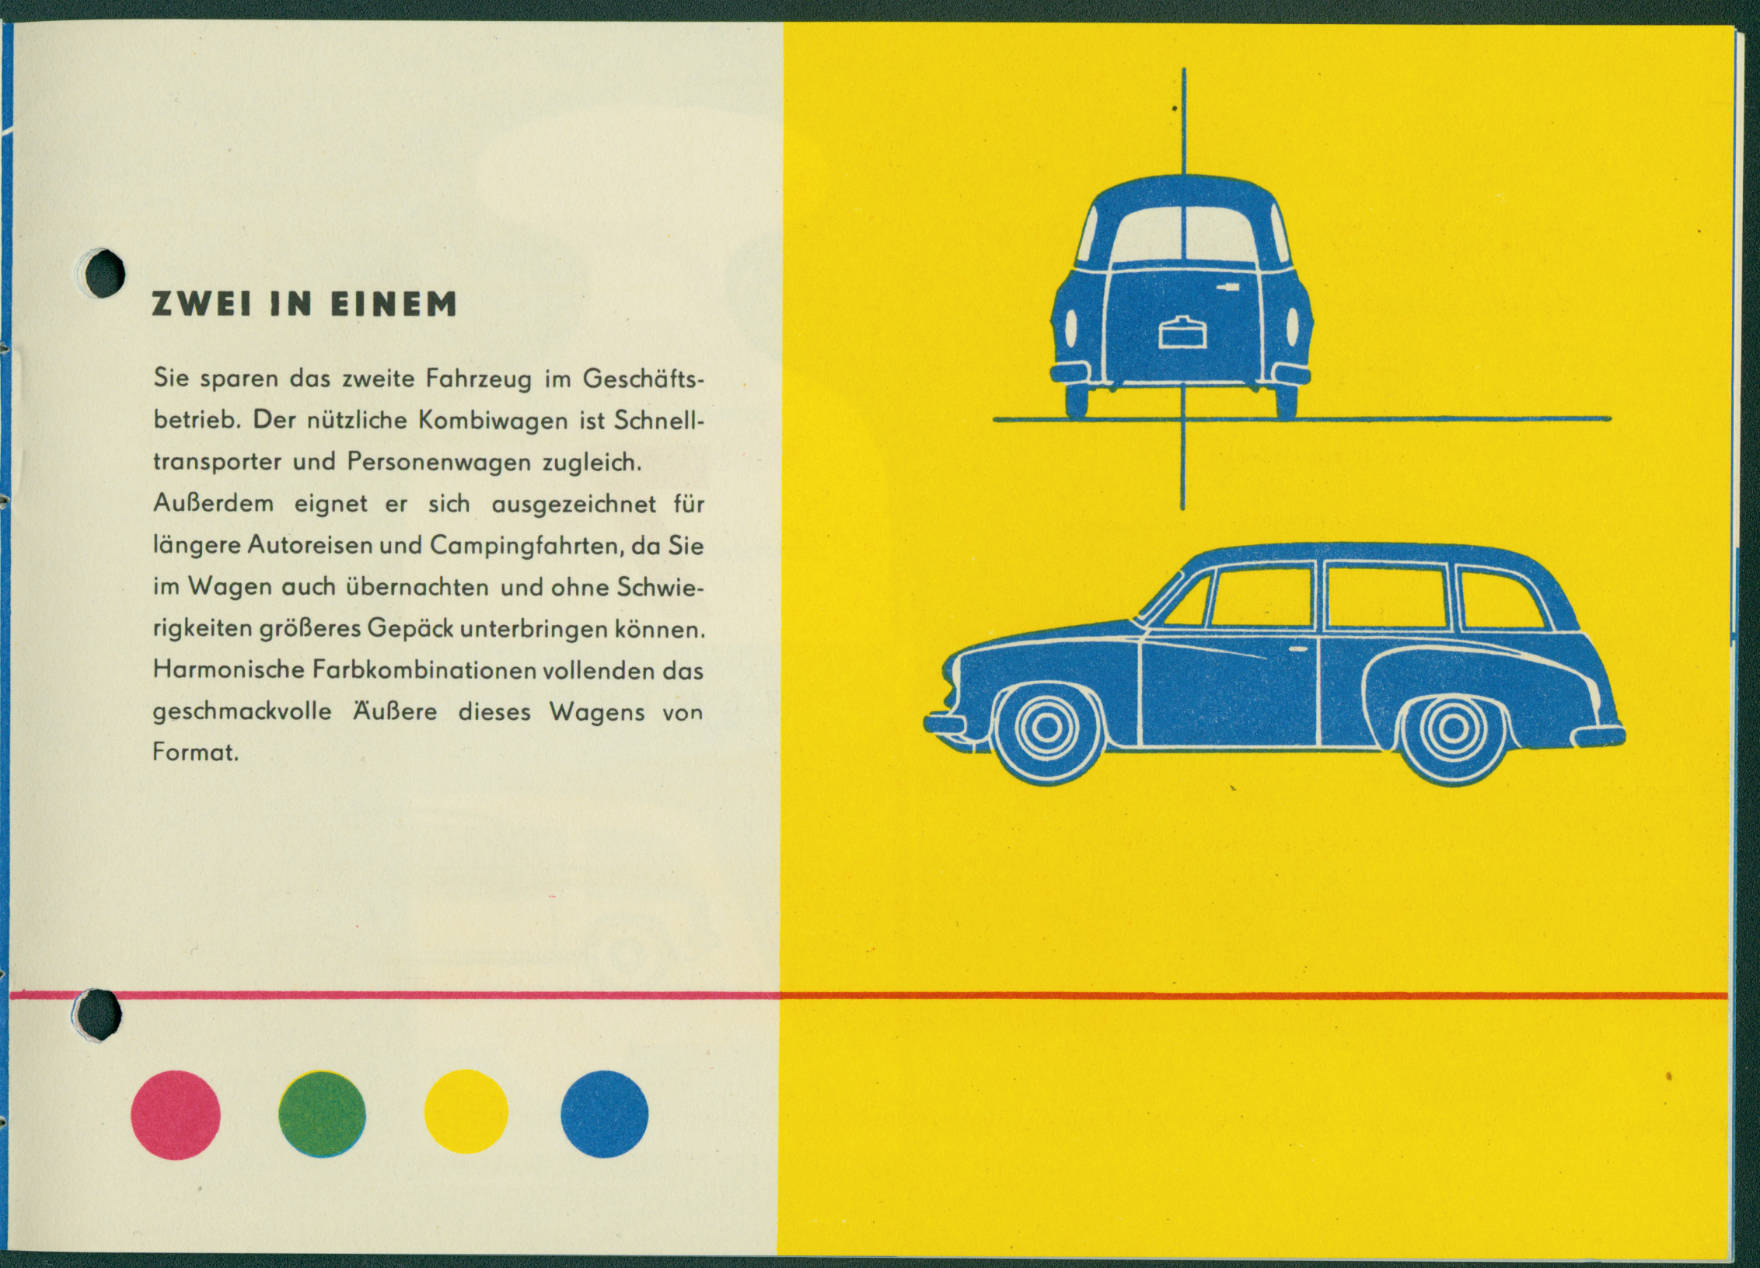 ZWEI IN EINEM
Sie sparen das zweite Fahrzeug im Geschäfts-
betrieb. Der nützliche Kombiwagen ist Schnell-
transporter und Personenwagen zugleich.
Außerdem eignet er sich ausgezeichnet für
längere Autoreisen und Campingfahrten, da Sie
im Wagen auch übernachten und ohne Schwie-
rigkeiten größeres Gepäck unterbringen können.
Harmonische Farbkombinationen vollenden das
geschmackvolle Äußere dieses Wagens von
Format.